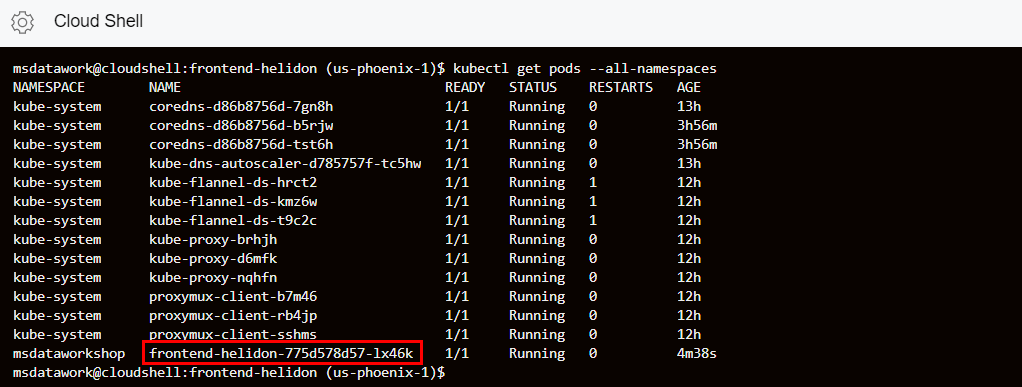 Cloud Shell
msdatawork@cloudshell:frontend-helidon (us-phoenix-1)$ kubectl get pods --all-namespaces
NAMESPACE NAME READY STATUS RESTARTS AGE
kube-system coredns-d86b8756d-7gn8h 1/1 Running 0 13h
kube-system coredns-d86b8756d-b5rjw 1/1 Running 0 3h56m
kube-system coredns-d86b8756d-tst6h 1/1 Running 0 3h56m
kube-system kube-dns-autoscaler-d785757f-tc5hw 1/1 Running 0 13h
kube-system kube-flannel-ds-hrct2 1/1 Running 1 12h
kube-system kube-flannel-ds-kmz6w 1/1 Running 1 12h
kube-system kube-flannel-ds-t9c2c 1/1 Running 1 12h
kube-system kube-proxy-brhjh 1/1 Running 0 12h
kube-system kube-proxy-d6mfk 1/1 Running 0 12h
kube-system kube-proxy-nqhfn 1/1 Running 0 12h
kube-system proxymux-client-b7m46 1/1 Running 0 12h
kube-system proxymux-client-rb4jp 1/1 Running 0 12h
kube-system proxymux-client-sshms 1/1 Running 0 12h
msdataworkshop frontend-helidon-775d578d57-lx46k 1/1 Running 0 4m38s
msdatawork@cloudshell:frontend-helidon (us-phoenix-1)$